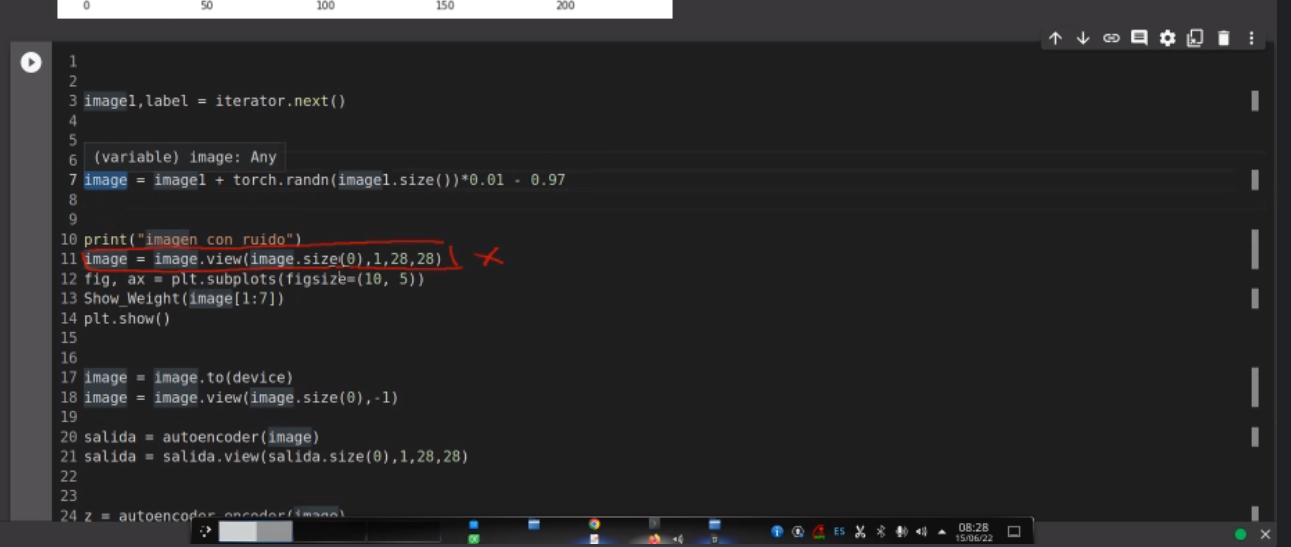 0 50 100 150 200
1
2
3 image1,label = iterator.next()
4
5
6 (variable) image: Any
7 image = image1 + torch.randn(image1.size())*0.01 - 0.97
8
9
10 print("imagen con ruido")
11 image = image.view(image.size(0),1,28,28)
12 fig, ax = plt.subplots(figsize=(10, 5))
13 Show_Weight(image[1:7])
14 plt.show()
15
16
17 image = image.to(device)
18 image = image.view(image.size(0),-1)
19
20 salida = autoencoder(image)
21 salida = salida.view(salida.size(0),1,28,28)
22
23
24 z = autoencoder.encoder(image)
ES 08:28
15/06/22